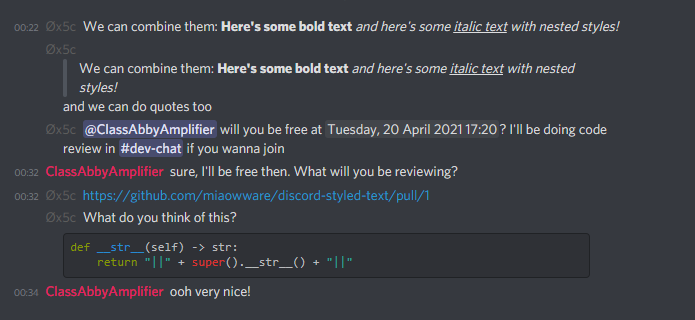 00:22 Øx5c We can combine them: Here's some bold text and here's some italic text with nested styles!
Øx5c
We can combine them: Here's some bold text and here's some italic text with nested
styles!
and we can do quotes too
Øx5c @ClassAbbyAmplifier will you be free at Tuesday, 20 April 2021 17:20? I'll be doing code
review in #dev-chat if you wanna join
00:32 ClassAbbyAmplifier sure, I'll be free then. What will you be reviewing?
00:32 Øx5c https://github.com/miaowware/discord-styled-text/pull/1
Øx5c What do you think of this?
def __str__(self) -> str:
    return "||" + super().__str__() + "||"
00:34 ClassAbbyAmplifier ooh very nice!